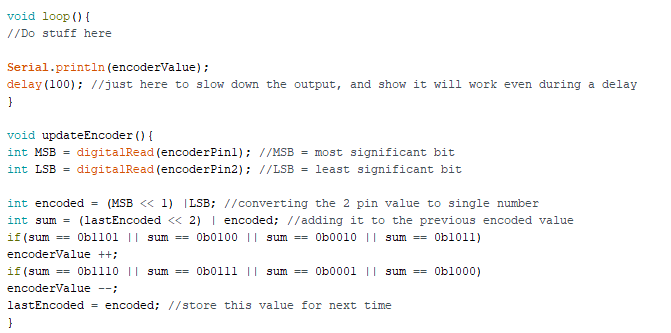 void loop(){
//Do stuff here
Serial.println(encoderValue);
delay(100); //just here to slow down the output, and show it will work even during a delay
}
void updateEncoder(){
int MSB = digitalRead(encoderPin1); //MSB = most significant bit
int LSB = digitalRead(encoderPin2); //LSB = least significant bit
int encoded = (MSB << 1) |LSB; //converting the 2 pin value to single number
int sum = (lastEncoded << 2) | encoded; //adding it to the previous encoded value
if(sum == 0b1101 || sum == 0b0100 || sum == 0b0010 || sum == 0b1011)
encoderValue ++;
if(sum == 0b1110 || sum == 0b0111 || sum == 0b0001 || sum == 0b1000)
encoderValue --;
lastEncoded = encoded; //store this value for next time
}